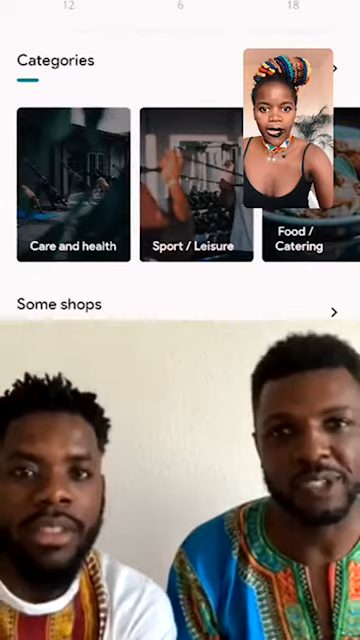 12 6 18
Categories
Care and health
Sport / Leisure
Food /
Catering
Some shops